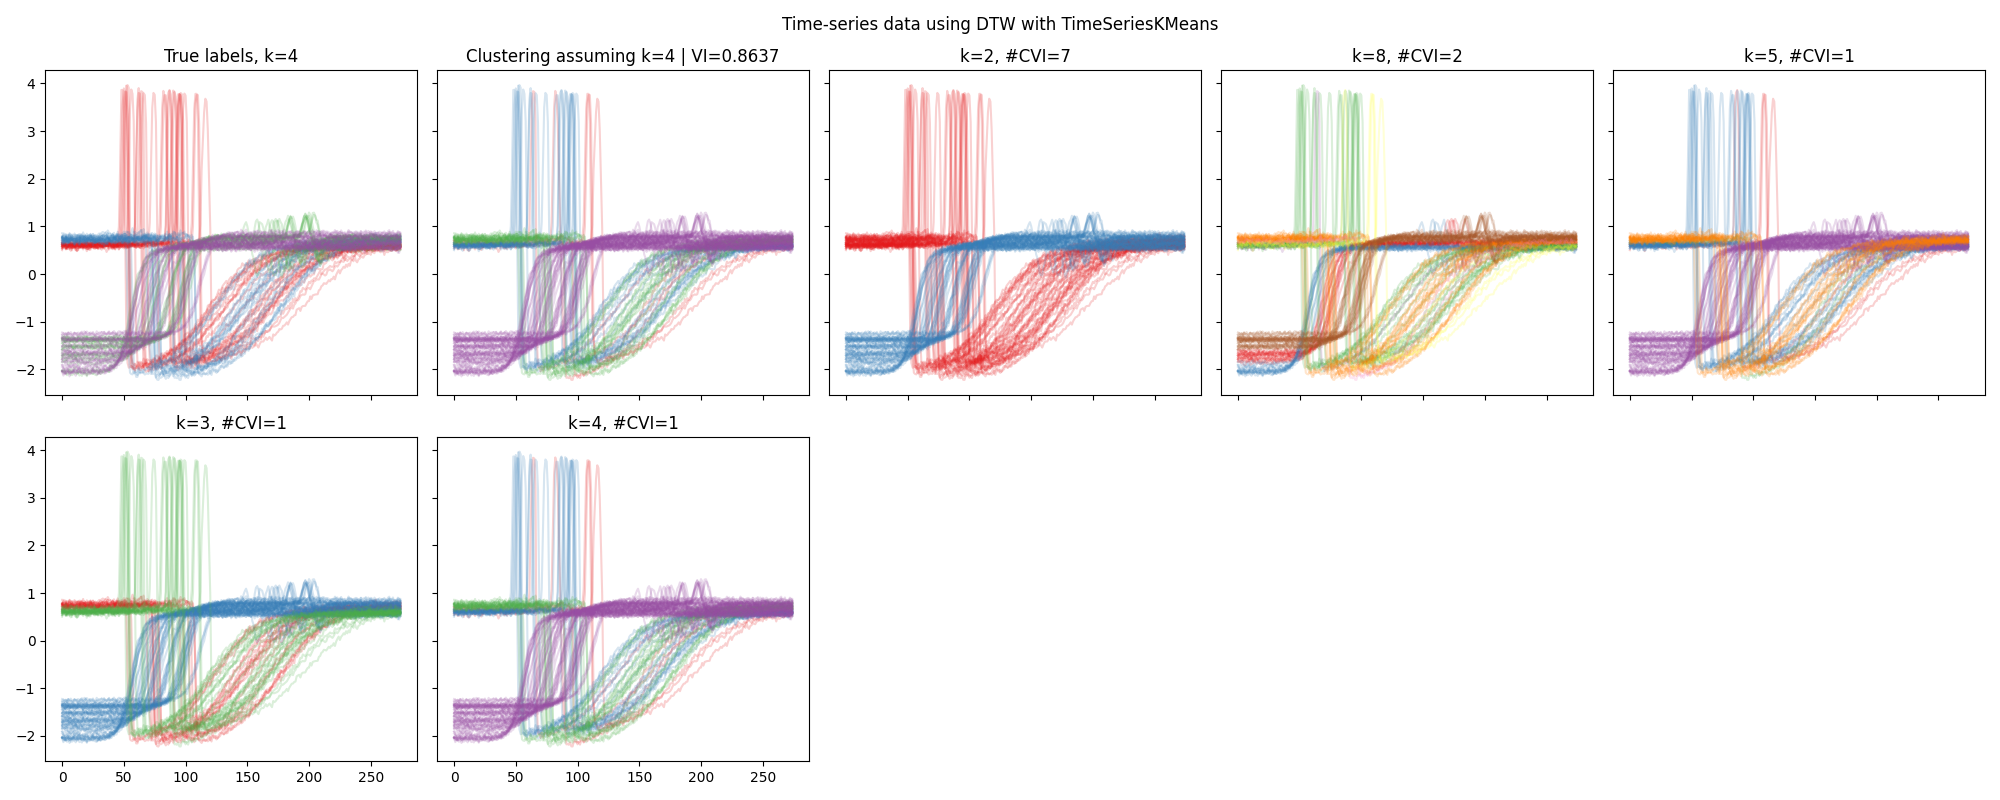 Time-series data using DTW with TimeSeriesKMeans
True labels, k=4
Clustering assuming k=4 | VI=0.8637
k=2, #CVI=7
k=8, #CVI=2
k=5, #CVI=1
4
3
2
1
0
−1
−2
k=3, #CVI=1
k=4, #CVI=1
4
3
2
1
0
−1
−2
0 50 100 150 200 250
0 50 100 150 200 250